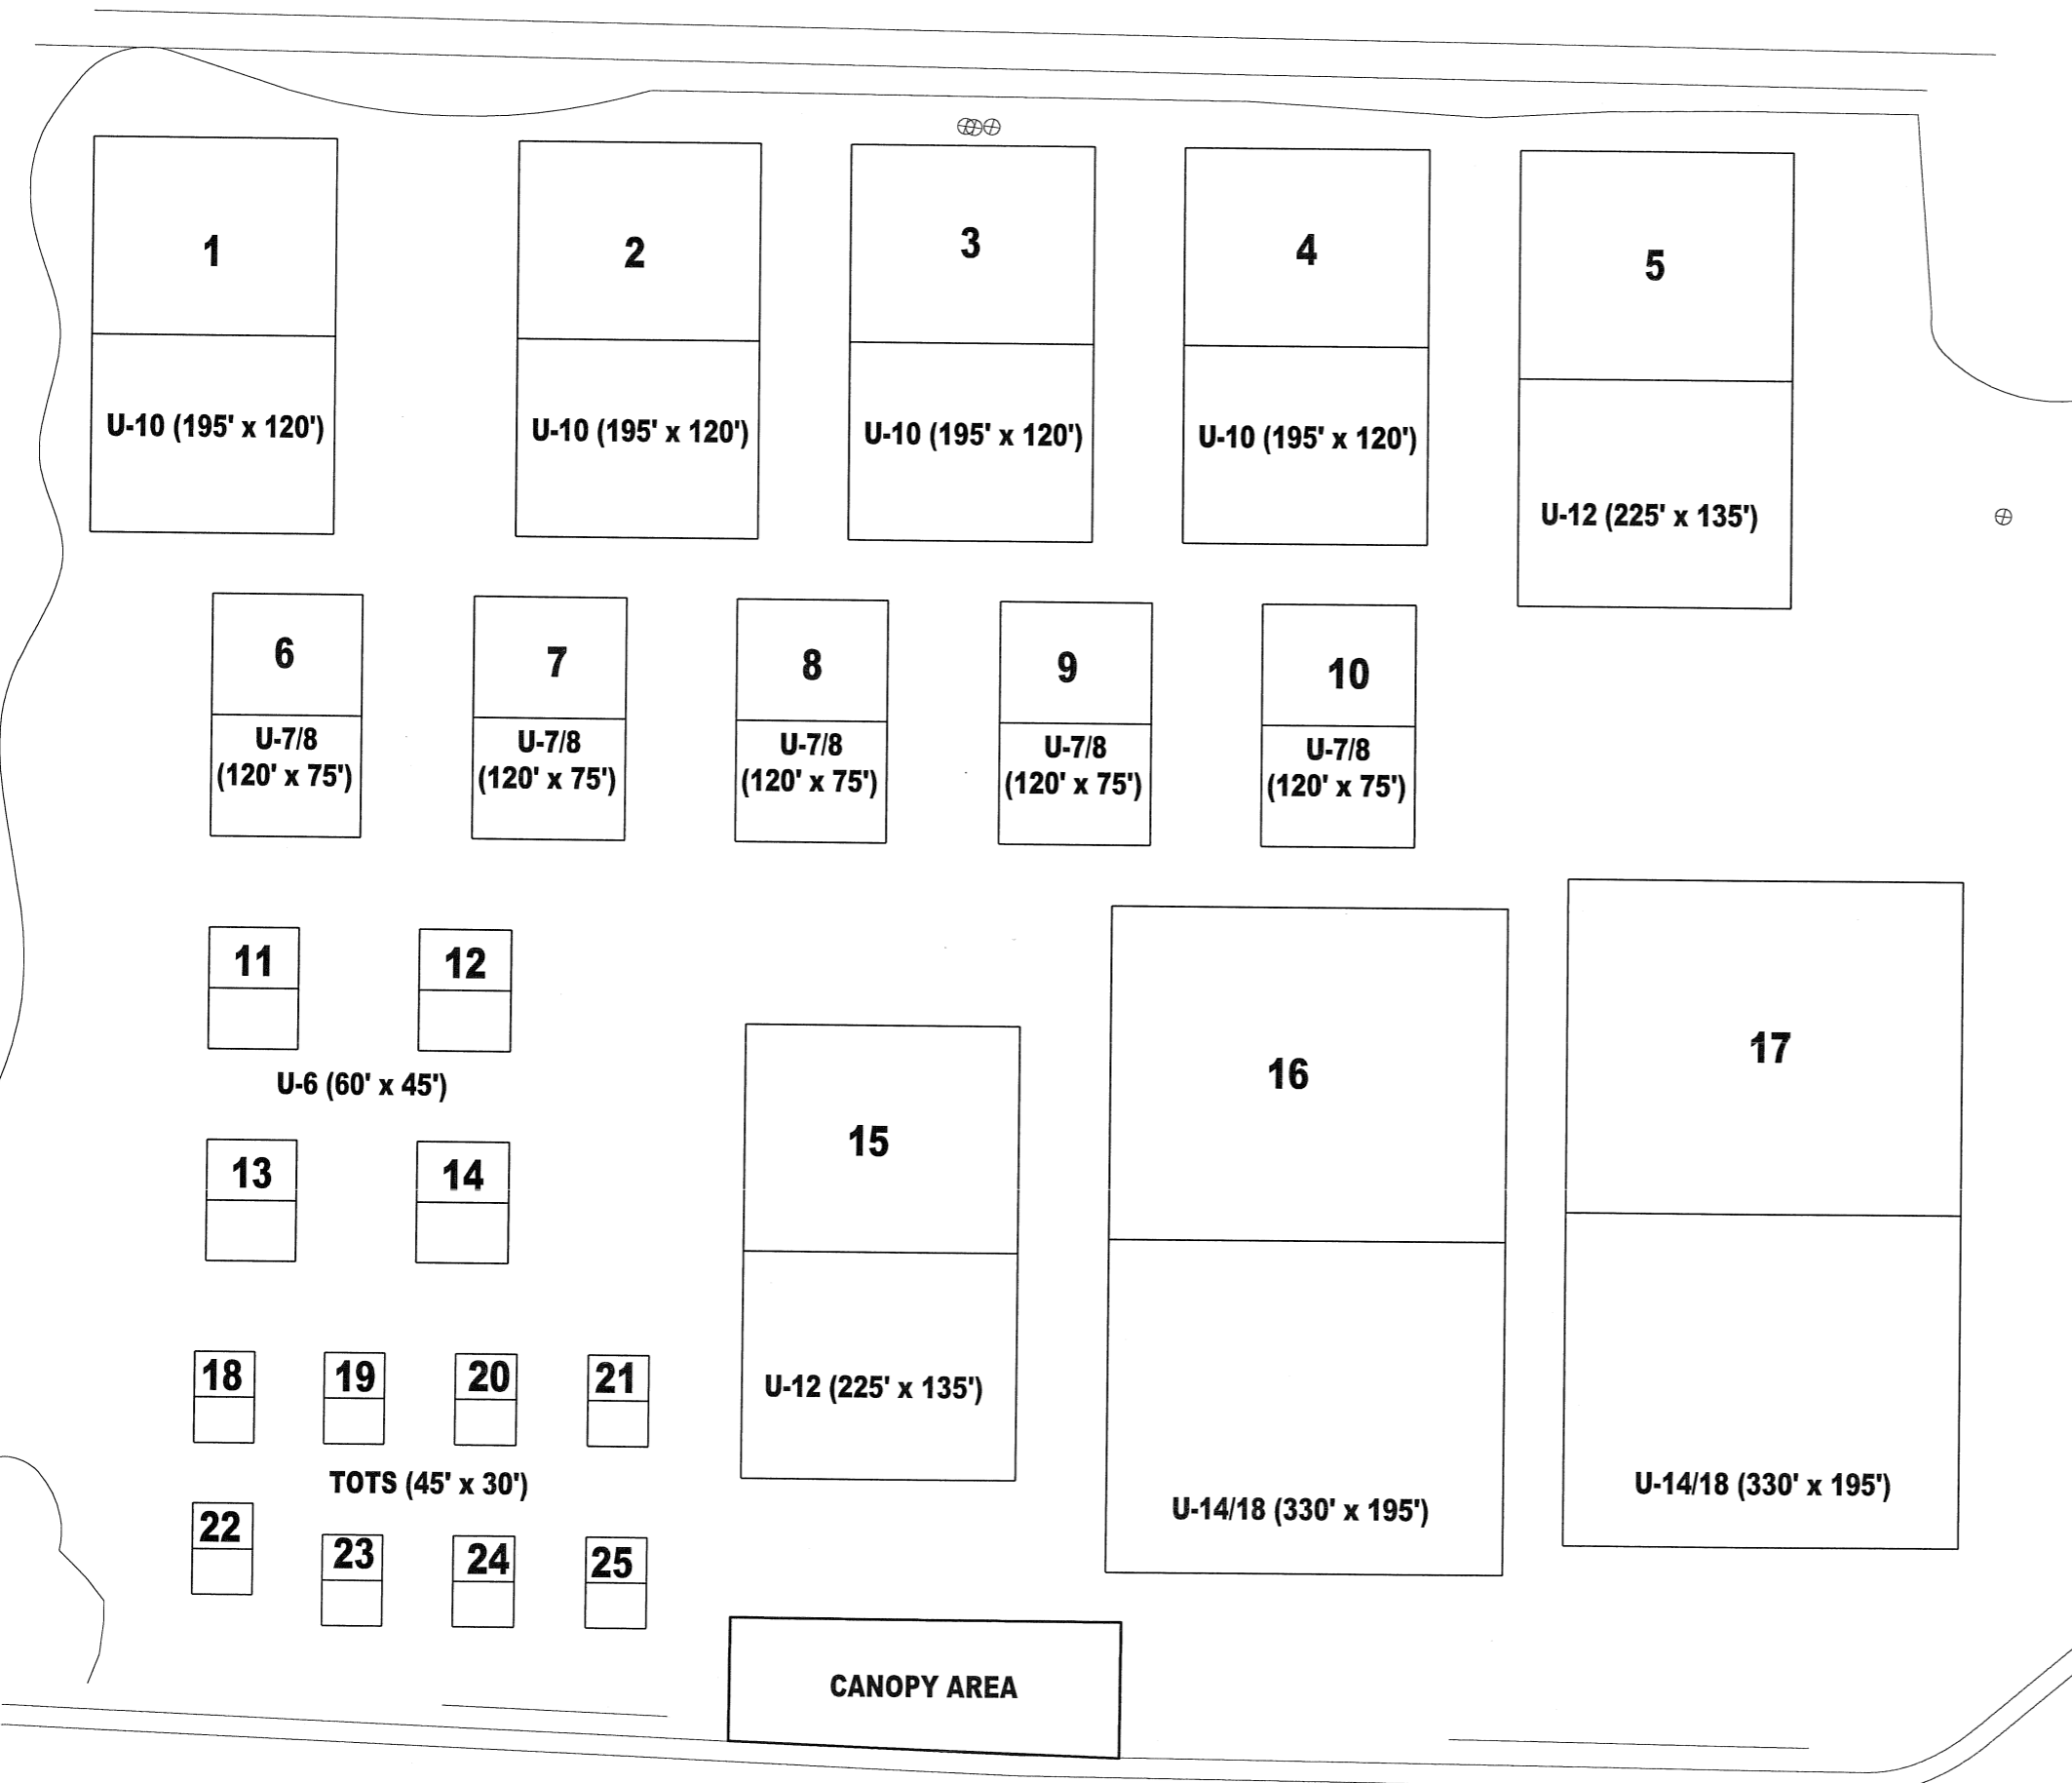 1
2
3
4
5
U-10 (195' x 120')
U-10 (195' x 120')
U-10 (195' x 120')
U-10 (195' x 120')
U-12 (225' x 135')
6
7
8
9
10
U-7/8
(120' x 75')
U-7/8
(120' x 75')
U-7/8
(120' x 75')
U-7/8
(120' x 75')
U-7/8
(120' x 75')
11
12
U-6 (60' x 45')
13
14
15
16
17
U-12 (225' x 135')
U-14/18 (330' x 195')
U-14/18 (330' x 195')
18
19
20
21
TOTS (45' x 30')
22
23
24
25
CANOPY AREA